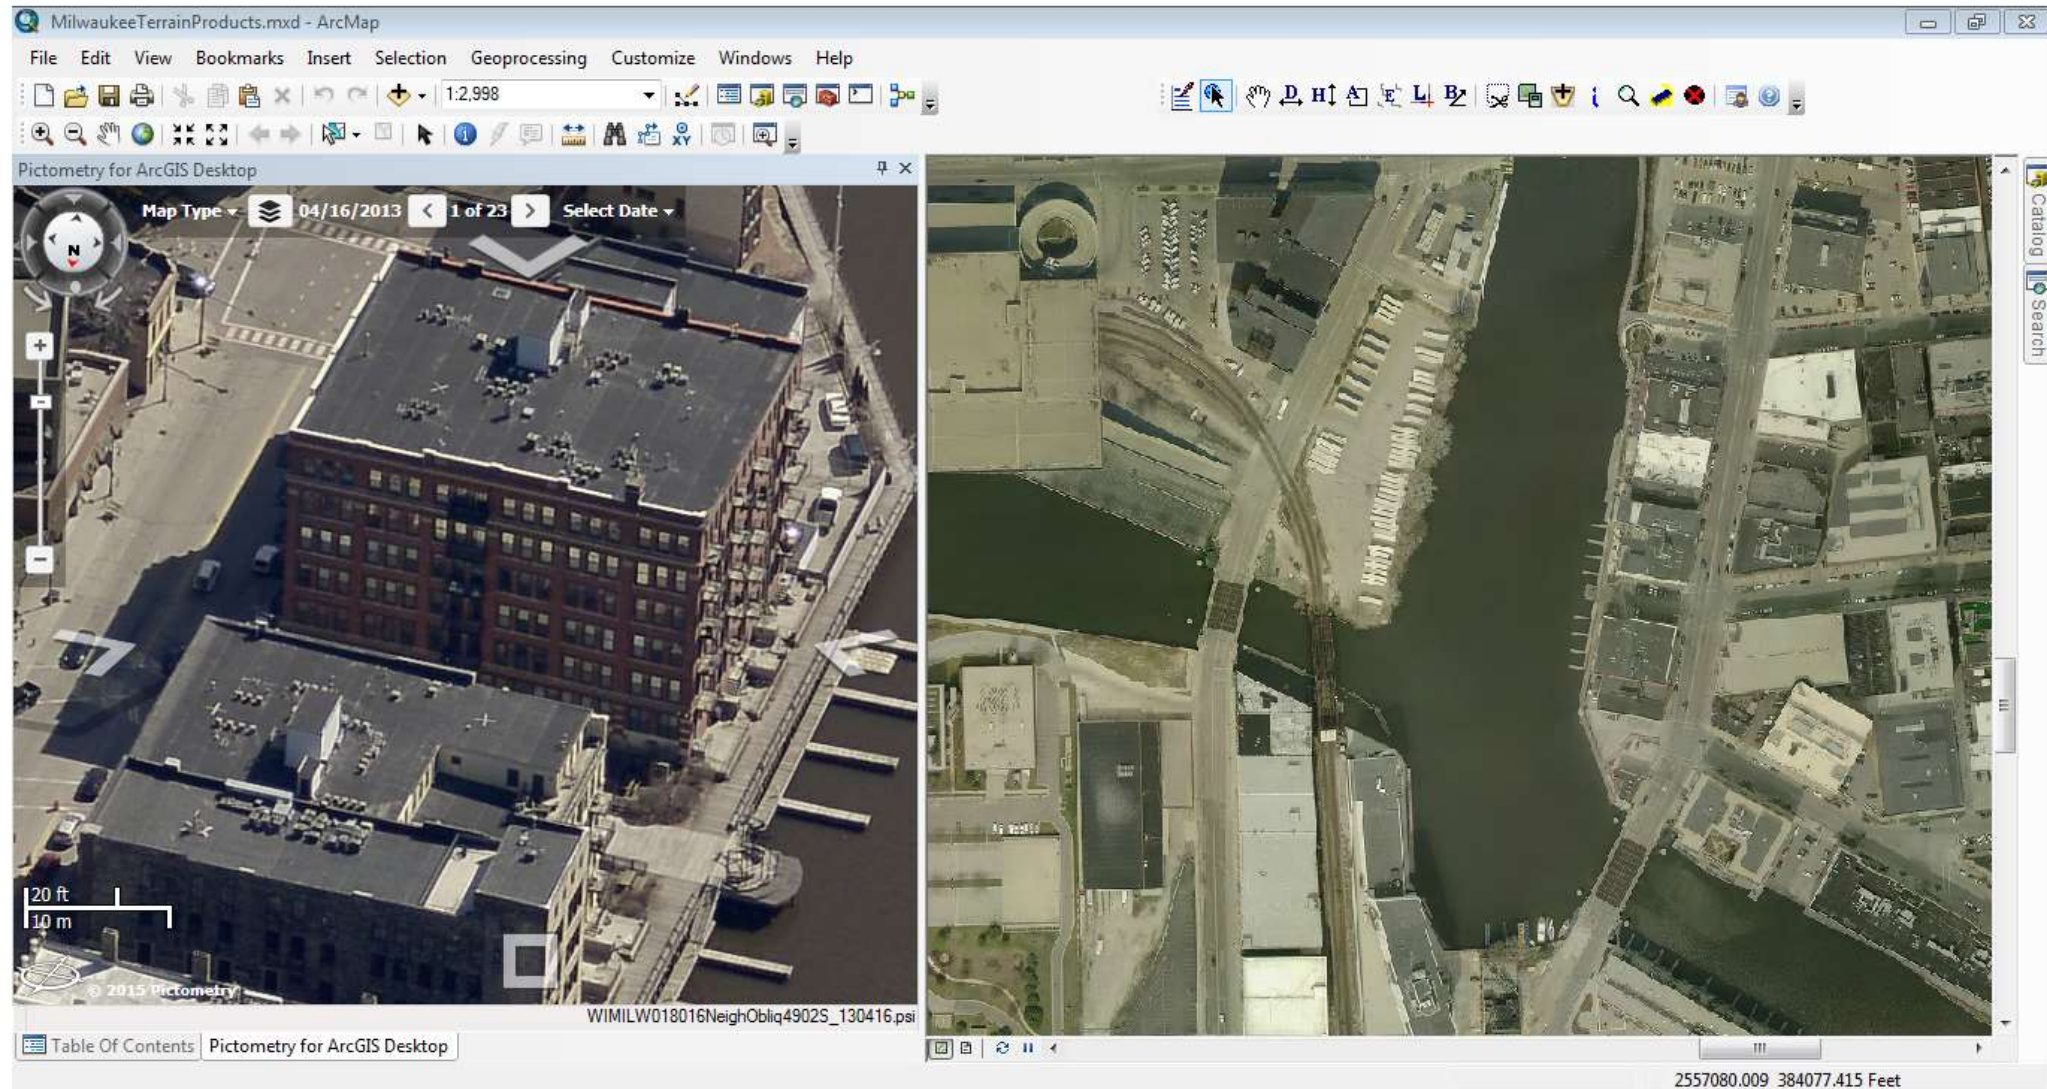 MilwaukeeTerrainProducts.mxd - ArcMap
File Edit View Bookmarks Insert Selection Geoprocessing Customize Windows Help
1:2,998
Pictometry for ArcGIS Desktop
Map Type 04/16/2013 1 of 23 Select Date
N
20 ft
10 m
© 2015 Pictometry
WIMILW018016NeighObliq4902S_130416.psi
Table Of Contents Pictometry for ArcGIS Desktop
D H A E L B
XY
Catalog
Search
2557080.009 384077.415 Feet